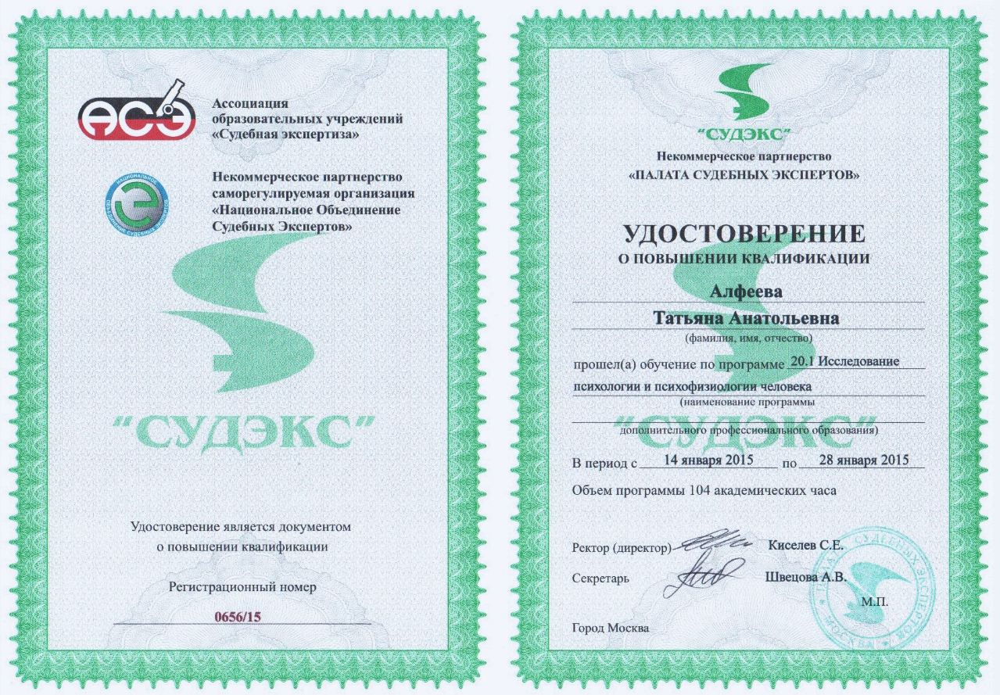 АСЭ
Ассоциация
образовательных учреждений
«Судебная экспертиза»
НАЦИОНАЛЬНОЕ
ОБЪЕДИНЕНИЕ СУДЕБНЫХ ЭКСПЕРТОВ
Некоммерческое партнерство
саморегулируемая организация
«Национальное Объединение
Судебных Экспертов»
“СУДЭКС”
Удостоверение является документом
о повышении квалификации
Регистрационный номер
0656/15
“СУДЭКС”
Некоммерческое партнерство
«ПАЛАТА СУДЕБНЫХ ЭКСПЕРТОВ»
УДОСТОВЕРЕНИЕ
О ПОВЫШЕНИИ КВАЛИФИКАЦИИ
Алфеева
Татьяна Анатольевна
(фамилия, имя, отчество)
прошел(а) обучение по программе 20.1 Исследование
психологии и психофизиологии человека
(наименование программы
“СУДЭКС”
дополнительного профессионального образования)
В период с 14 января 2015 по 28 января 2015
Объем программы 104 академических часа
Ректор (директор) Киселев С.Е.
Секретарь Швецова А.В.
М.П.
Город Москва
ПАЛАТА СУДЕБНЫХ ЭКСПЕРТОВ
МОСКВА